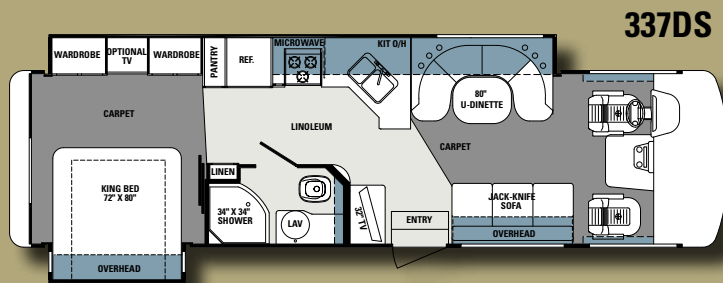 337DS
WARDROBE
OPTIONAL
TV
WARDROBE
PANTRY
REF.
MICROWAVE
KIT O/H
80"
U-DINETTE
CARPET
LINOLEUM
CARPET
KING BED
72" X 80"
LINEN
34" X 34"
SHOWER
LAV
32" TV
ENTRY
JACK-KNIFE
SOFA
OVERHEAD
OVERHEAD